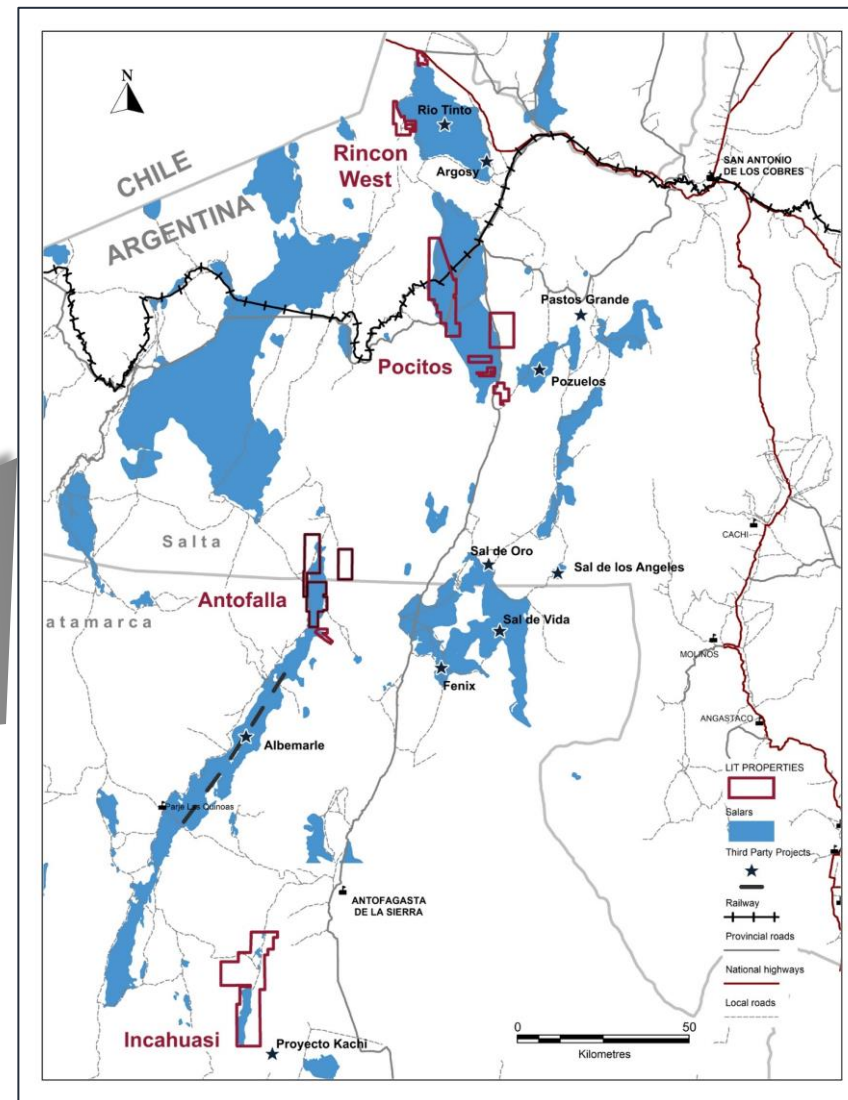 N
CHILE
ARGENTINA
Rio Tinto
Rincon
West
Argosy
SAN ANTONIO
DE LOS COBRES
Pastos Grande
Pocitos
Pozuelos
Salta
CACHI
Sal de Oro
Sal de los Angeles
Antofalla
atamarca
Sal de Vida
MOLINOS
Fenix
ANGASTACO
Albemarle
LIT PROPERTIES
Salars
Parje Las Quinoas
Third Party Projects
ANTOFAGASTA
DE LA SIERRA
Railway
Provincial roads
National highways
Local roads
Incahuasi
Proyecto Kachi
0 50
Kilometres